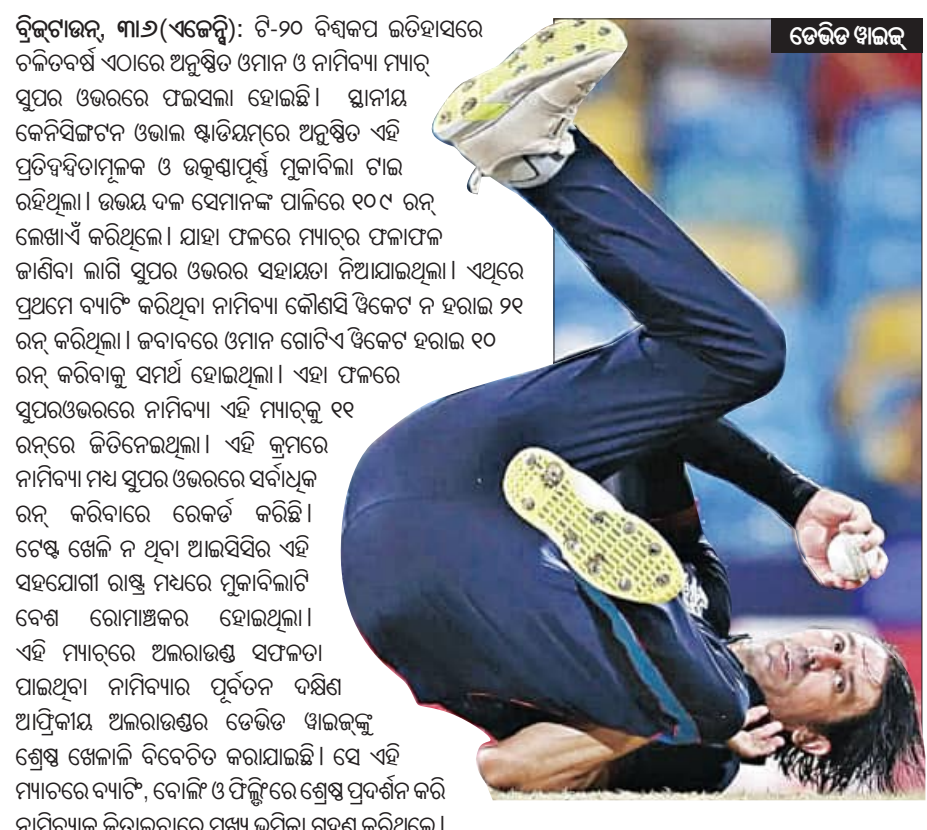 ବ୍ରିଜ୍‌ଟାଉନ୍, ୩ା୬(ଏଜେନ୍ସି): ଟି-୨୦ ବିଶ୍ୱକପ ଇତିହାସରେ
ଚଳିତବର୍ଷ ଏଠାରେ ଅନୁଷ୍ଠିତ ଓମାନ ଓ ନାମିବ୍ୟା ମ୍ୟାଚ୍
ସୁପର ଓଭରରେ ଫଇସଲା ହୋଇଛି। ସ୍ଥାନୀୟ
କେନିସିଙ୍ଗଟନ ଓଭାଲ ଷ୍ଟାଡିୟମ୍‌ରେ ଅନୁଷ୍ଠିତ ଏହି
ପ୍ରତିଦ୍ୱନ୍ଦ୍ୱିତାମୂଳକ ଓ ଉତ୍କଣ୍ଠାପୂର୍ଣ୍ଣ ମୁକାବିଲା ଟାଇ
ରହିଥିଲା। ଉଭୟ ଦଳ ସେମାନଙ୍କ ପାଳିରେ ୧୦୯ ରନ୍
ଲେଖାଏଁ କରିଥିଲେ। ଯାହା ଫଳରେ ମ୍ୟାଚ୍‌ର ଫଳାଫଳ
ଜାଣିବା ଲାଗି ସୁପର ଓଭରର ସହାୟତା ନିଆଯାଇଥିଲା। ଏଥିରେ
ପ୍ରଥମେ ବ୍ୟାଟିଂ କରିଥିବା ନାମିବ୍ୟା କୌଣସି ୱିକେଟ ନ ହରାଇ ୨୧
ରନ୍ କରିଥିଲା। ଜବାବରେ ଓମାନ ଗୋଟିଏ ୱିକେଟ ହରାଇ ୧୦
ରନ୍ କରିବାକୁ ସମର୍ଥ ହୋଇଥିଲା। ଏହା ଫଳରେ
ସୁପରଓଭରରେ ନାମିବ୍ୟା ଏହି ମ୍ୟାଚ୍‌କୁ ୧୧
ରନ୍‌ରେ ଜିତିନେଇଥିଲା। ଏହି କ୍ରମରେ
ନାମିବ୍ୟା ମଧ୍ୟ ସୁପର ଓଭରରେ ସର୍ବାଧିକ
ରନ୍ କରିବାରେ ରେକର୍ଡ କରିଛି।
ଟେଷ୍ଟ ଖେଳି ନ ଥିବା ଆଇସିସିର ଏହି
ସହଯୋଗୀ ରାଷ୍ଟ୍ର ମଧ୍ୟରେ ମୁକାବିଲାଟି
ବେଶ ରୋମାଞ୍ଚକର ହୋଇଥିଲା।
ଏହି ମ୍ୟାଚ୍‌ରେ ଅଲରାଉଣ୍ଡ ସଫଳତା
ପାଇଥିବା ନାମିବ୍ୟାର ପୂର୍ବତନ ଦକ୍ଷିଣ
ଆଫ୍ରିକୀୟ ଅଲରାଉଣ୍ଡର ଡେଭିଡ ୱାଇଜ୍‌ଙ୍କୁ
ଶ୍ରେଷ୍ଠ ଖେଳାଳି ବିବେଚିତ କରାଯାଇଛି। ସେ ଏହି
ମ୍ୟାଚରେ ବ୍ୟାଟିଂ, ବୋଲିଂ ଓ ଫିଲ୍ଡିଂରେ ଶ୍ରେଷ୍ଠ ପ୍ରଦର୍ଶନ କରି
ନାମିବ୍ୟାକୁ ଜିତାଇବାରେ ମୁଖ୍ୟ ଭୂମିକା ଗ୍ରହଣ କରିଥିଲେ।
ଡେଭିଡ ୱାଇଜ୍